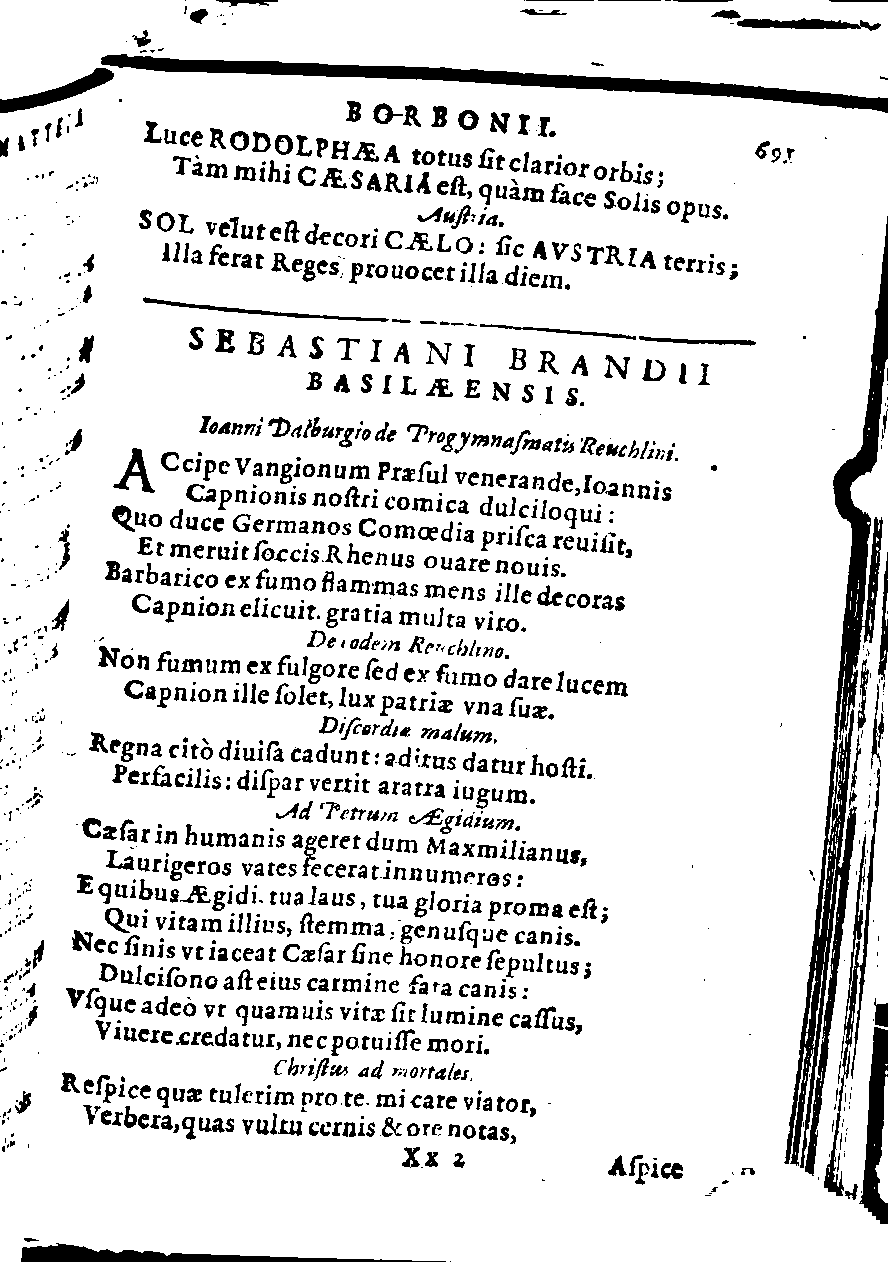 BORBONII. 691
Luce RODOLPHÆA totus ſit clarior orbis;
Tàm mihi CÆSARIA eſt, quàm face Solis opus.
Auſtria.
SOL velut eſt decori CÆLO: ſic AVSTRIA terris;
Illa ferat Reges, prouocet illa diem.
SEBASTIANI BRANDII
BASILÆENSIS.
Ioanni Dalburgio de Progymnaſmatis Reuchlini.
ACcipe Vangionum Præſul venerande, Ioannis
Capnionis noſtri comica dulciloqui:
Quo duce Germanos Comœdia priſca reuiſit,
Et meruit ſoccis Rhenus ouare nouis.
Barbarico ex fumo flammas mens ille decoras
Capnion elicuit. gratia multa viro.
De eodem Reuchlino.
Non fumum ex fulgore ſed ex fumo dare lucem
Capnion ille ſolet, lux patriæ vna ſuæ.
Diſcordiæ malum.
Regna citò diuiſa cadunt: aditus datur hoſti.
Perfacilis: diſpar vertit aratra iugum.
Ad Petrum Ægidium.
Cæſar in humanis ageret dum Maxmilianus,
Laurigeros vates fecerat innumeros:
E quibus Ægidi. tua laus, tua gloria proma eſt;
Qui vitam illius, ſtemma, genuſque canis.
Nec ſinis vt iaceat Cæſar ſine honore ſepultus;
Dulciſono aſt eius carmine fata canis:
Vſque adeò vt quamuis vitæ ſit lumine caſſus,
Viuere credatur, nec potuiſſe mori.
Chriſtus ad mortales.
Reſpice quæ tulerim pro te. mi care viator,
Verbera, quas vultu cernis & ore notas,
Xx 2 Aſpice